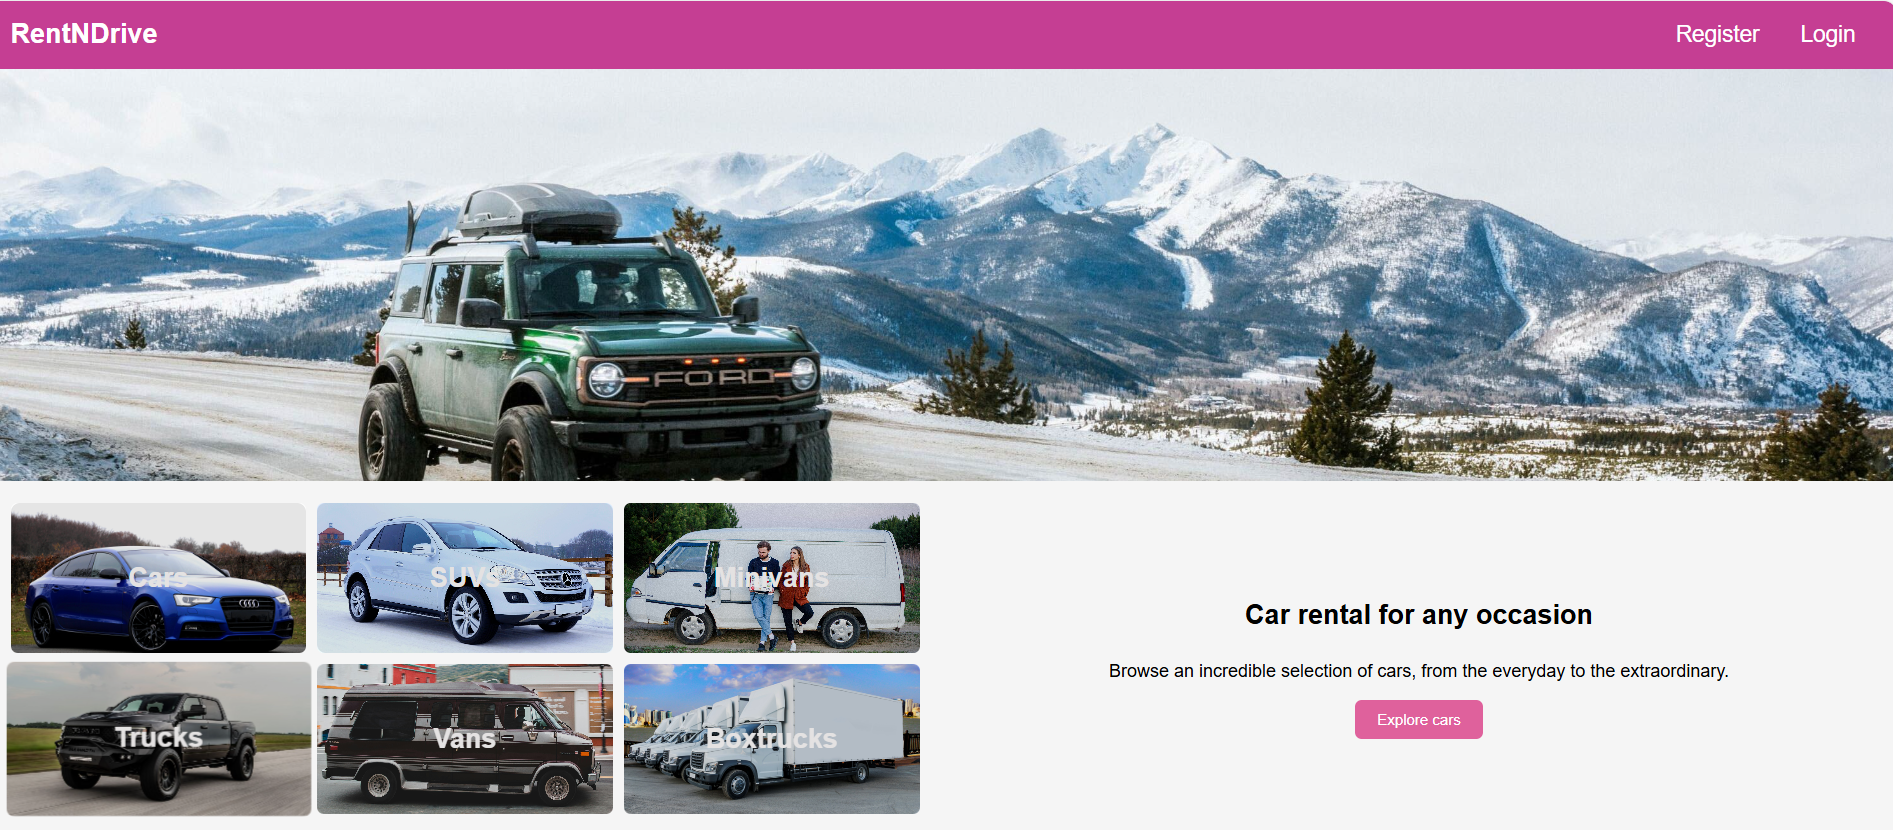 RentNDrive
Register
Login
FORD
Cars
SUVs
Minivans
Trucks
Vans
Boxtrucks
Car rental for any occasion
Browse an incredible selection of cars, from the everyday to the extraordinary.
Explore cars